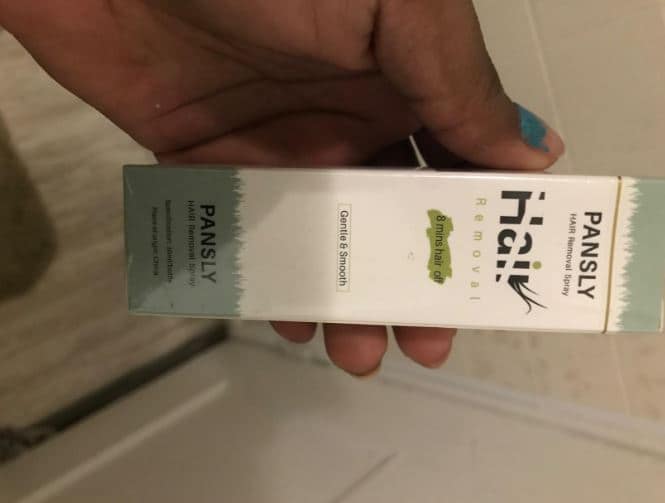 PANSLY
HAIR Removal Spray
Hair
Removal
8 mins hair off
Gentle & Smooth
PANSLY
HAIR Removal Spray